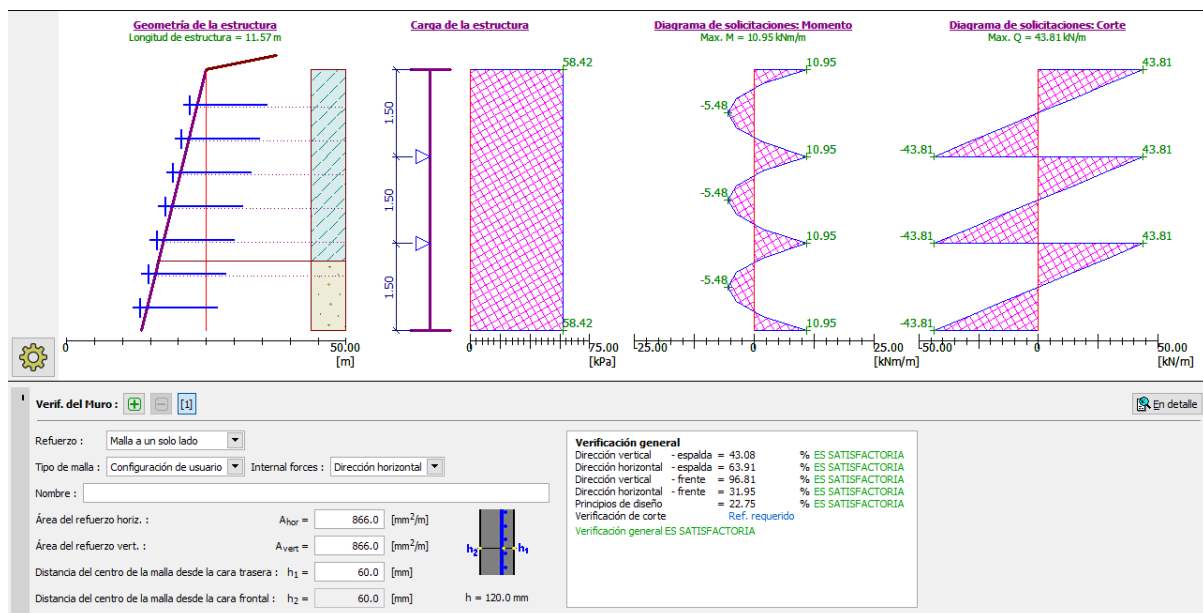 Geometría de la estructura
Longitud de estructura = 11.57 m
Carga de la estructura
Diagrama de solicitaciones: Momento
Max. M = 10.95 kNm/m
Diagrama de solicitaciones: Corte
Max. Q = 43.81 kN/m
58.42
10.95
43.81
1.50
-5.48
-43.81
10.95
43.81
1.50
-5.48
-43.81
10.95
43.81
1.50
-5.48
58.42
10.95
-43.81
0
50.00
[m]
0
75.00
[kPa]
-25.00
0
25.00
[kNm/m]
-50.00
0
50.00
[kN/m]
Verif. del Muro :
[1]
En detalle
Refuerzo :
Malla a un solo lado
Tipo de malla :
Configuración de usuario
Internal forces :
Dirección horizontal
Nombre :
Área del refuerzo horiz. :
Ahor =
866.0
[mm²/m]
Área del refuerzo vert. :
Avert =
866.0
[mm²/m]
Distancia del centro de la malla desde la cara trasera :
h1 =
60.0
[mm]
Distancia del centro de la malla desde la cara frontal :
h2 =
60.0
[mm]
h2
h1
h = 120.0 mm
Verificación general
Dirección vertical - espalda = 43.08 % ES SATISFACTORIA
Dirección horizontal - espalda = 63.91 % ES SATISFACTORIA
Dirección vertical - frente = 96.81 % ES SATISFACTORIA
Dirección horizontal - frente = 31.95 % ES SATISFACTORIA
Principios de diseño = 22.75 % ES SATISFACTORIA
Verificación de corte Ref. requerido
Verificación general ES SATISFACTORIA